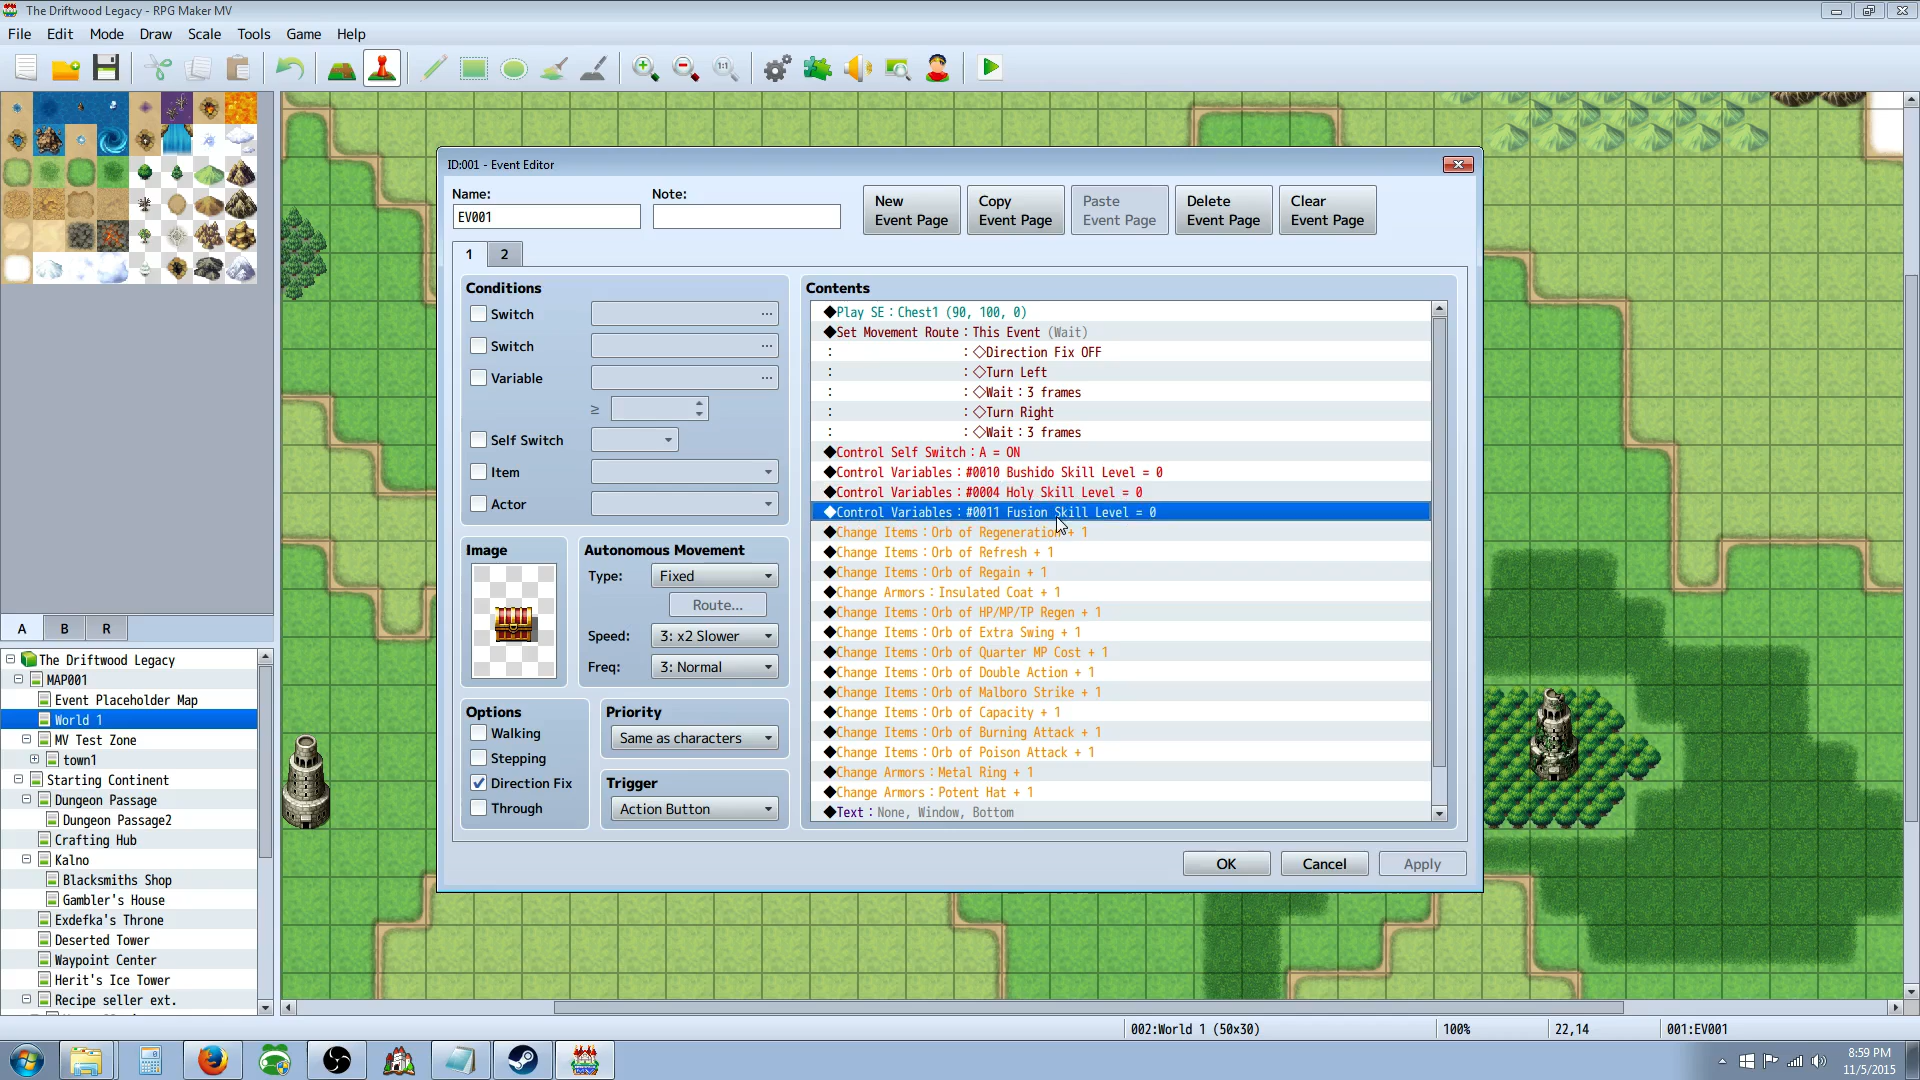 The Driftwood Legacy - RPG Maker MV
File Edit Mode Draw Scale Tools Game Help
1:1
ID:001 - Event Editor
Name: Note:
EV001
New Event Page
Copy Event Page
Paste Event Page
Delete Event Page
Clear Event Page
1 2
Conditions
Switch ...
Switch ...
Variable ...
≥
Self Switch
Item
Actor
Image
Autonomous Movement
Type: Fixed
Route...
Speed: 3: x2 Slower
Freq: 3: Normal
Options
Walking
Stepping
Direction Fix
Through
Priority
Same as characters
Trigger
Action Button
Contents
◆Play SE : Chest1 (90, 100, 0)
◆Set Movement Route : This Event (Wait)
: : ◇Direction Fix OFF
: : ◇Turn Left
: : ◇Wait : 3 frames
: : ◇Turn Right
: : ◇Wait : 3 frames
◆Control Self Switch : A = ON
◆Control Variables : #0010 Bushido Skill Level = 0
◆Control Variables : #0004 Holy Skill Level = 0
◆Control Variables : #0011 Fusion Skill Level = 0
◆Change Items : Orb of Regeneration + 1
◆Change Items : Orb of Refresh + 1
◆Change Items : Orb of Regain + 1
◆Change Armors : Insulated Coat + 1
◆Change Items : Orb of HP/MP/TP Regen + 1
◆Change Items : Orb of Extra Swing + 1
◆Change Items : Orb of Quarter MP Cost + 1
◆Change Items : Orb of Double Action + 1
◆Change Items : Orb of Malboro Strike + 1
◆Change Items : Orb of Capacity + 1
◆Change Items : Orb of Burning Attack + 1
◆Change Items : Orb of Poison Attack + 1
◆Change Armors : Metal Ring + 1
◆Change Armors : Potent Hat + 1
◆Text : None, Window, Bottom
OK Cancel Apply
A B R
The Driftwood Legacy
MAP001
Event Placeholder Map
World 1
MV Test Zone
town1
Starting Continent
Dungeon Passage
Dungeon Passage2
Crafting Hub
Kalno
Blacksmiths Shop
Gambler's House
Exdefka's Throne
Deserted Tower
Waypoint Center
Herit's Ice Tower
Recipe seller ext.
002:World 1 (50x30) 100% 22,14 001:EV001
8:59 PM
11/5/2015